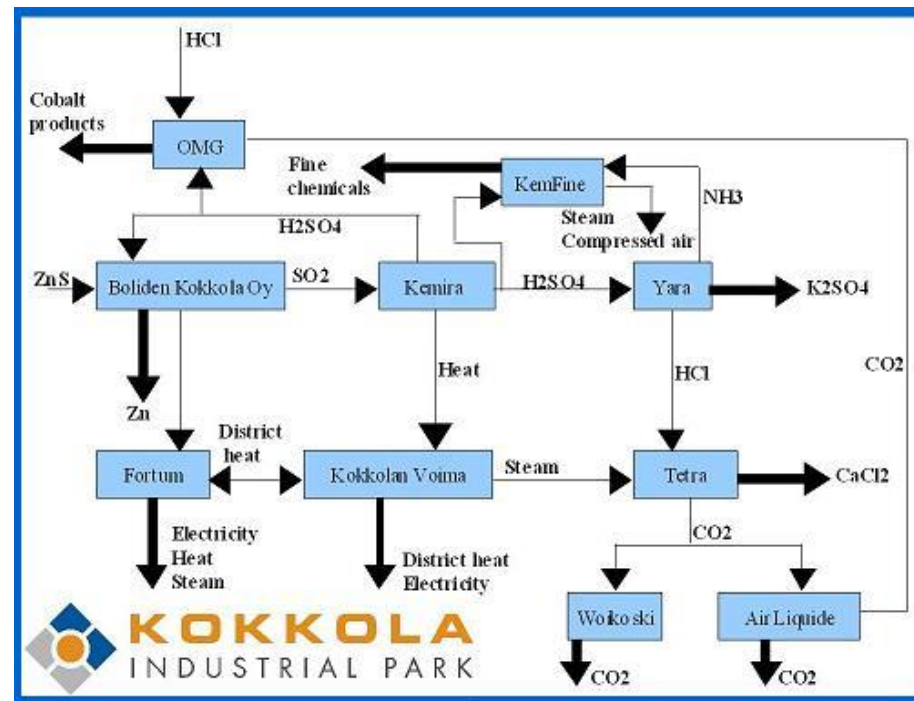 HCl
Cobalt
products
OMG
Fine
chemicals
KemFine
NH3
Steam
Compressed air
H2SO4
ZnS
Boliden Kokkola Oy
SO2
Kemira
H2SO4
Yara
K2SO4
Heat
HCl
CO2
Zn
District
heat
Fortum
Kokkolan Voima
Steam
Tetra
CaCl2
CO2
Electricity
Heat
Steam
District heat
Electricity
Woikoski
Air Liquide
CO2
CO2
KOKKOLA
INDUSTRIAL PARK